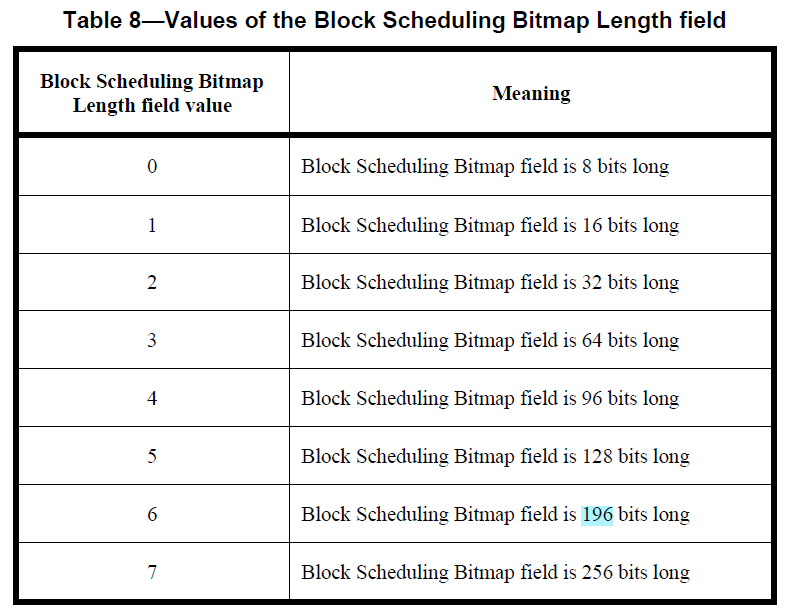 Table 8—Values of the Block Scheduling Bitmap Length field
Block Scheduling Bitmap
Length field value
Meaning
0
Block Scheduling Bitmap field is 8 bits long
1
Block Scheduling Bitmap field is 16 bits long
2
Block Scheduling Bitmap field is 32 bits long
3
Block Scheduling Bitmap field is 64 bits long
4
Block Scheduling Bitmap field is 96 bits long
5
Block Scheduling Bitmap field is 128 bits long
6
Block Scheduling Bitmap field is 196 bits long
7
Block Scheduling Bitmap field is 256 bits long